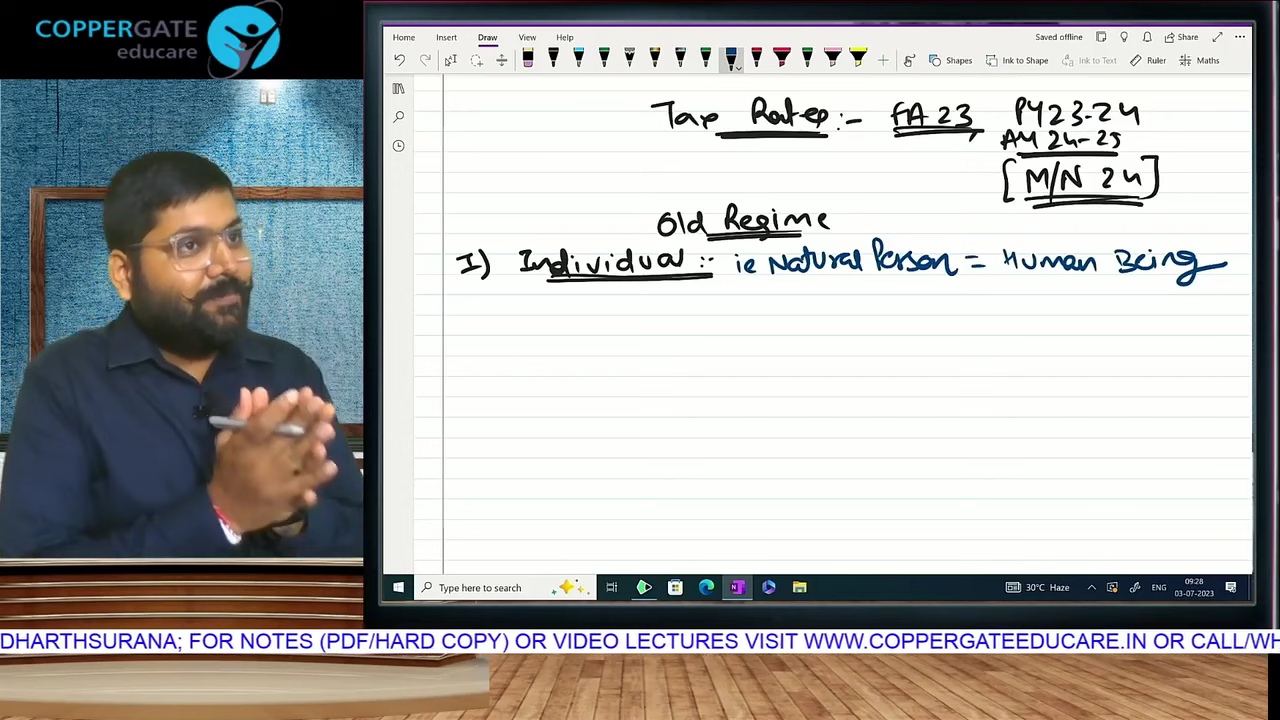 COPPERGATE
educare
Home Insert Draw View Help
Saved offline
Share
Shapes
Ink to Shape
Ink to Text
Ruler
Maths
Tax Rates :- FA 23 PY 23-24
AY 24-25
[M/N 24]
Old Regime
I) Individual :- ie Natural Person = Human Being
Type here to search
30°C Haze
ENG
09:28
03-07-2023
DHARTHSURANA; FOR NOTES (PDF/HARD COPY) OR VIDEO LECTURES VISIT WWW.COPPERGATEEDUCARE.IN OR CALL/WH